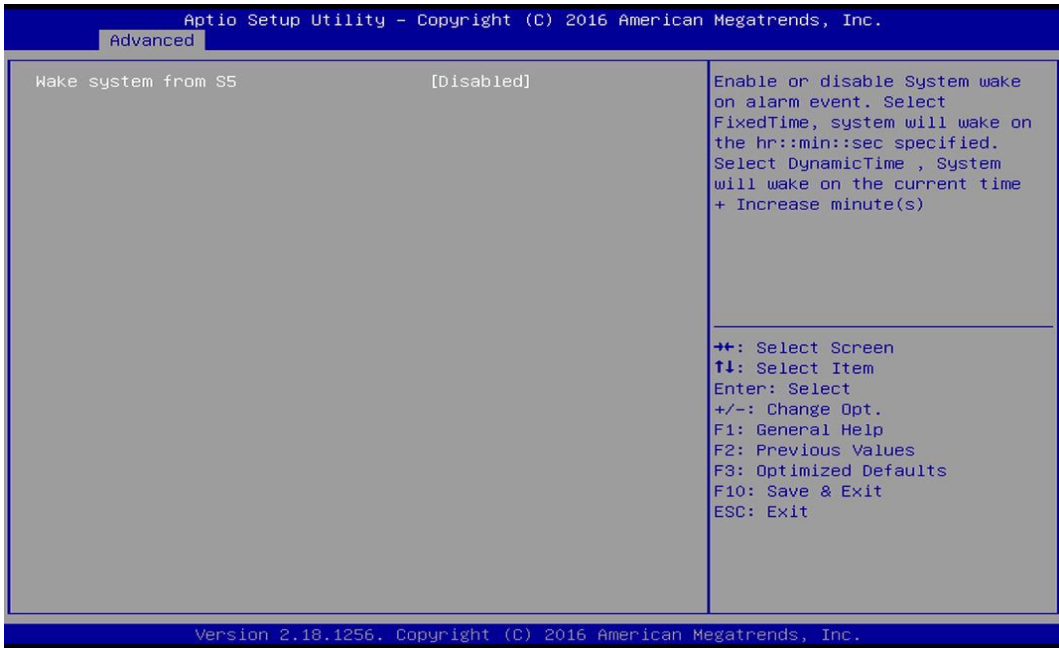 Aptio Setup Utility – Copyright (C) 2016 American Megatrends, Inc.
Advanced
Wake system from S5 [Disabled]
Enable or disable System wake
on alarm event. Select
FixedTime, system will wake on
the hr::min::sec specified.
Select DynamicTime , System
will wake on the current time
+ Increase minute(s)
→←: Select Screen
↑↓: Select Item
Enter: Select
+/-: Change Opt.
F1: General Help
F2: Previous Values
F3: Optimized Defaults
F10: Save & Exit
ESC: Exit
Version 2.18.1256. Copyright (C) 2016 American Megatrends, Inc.